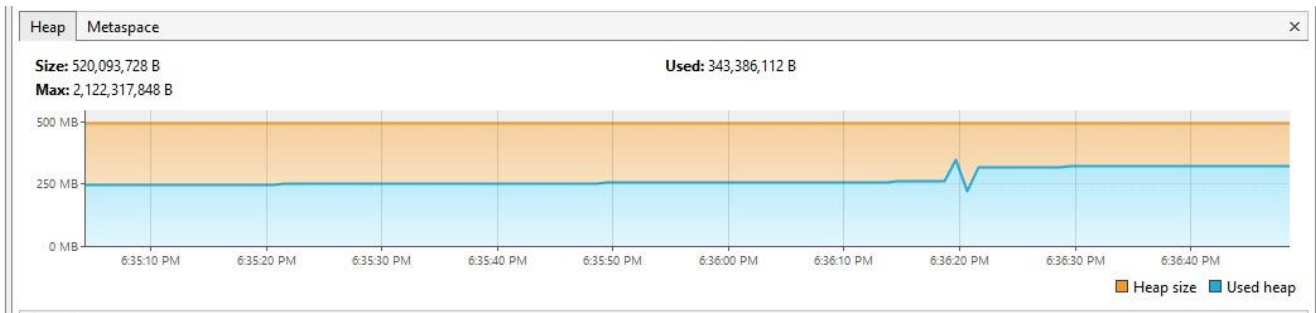 Heap Metaspace ×
Size: 520,093,728 B Used: 343,386,112 B
Max: 2,122,317,848 B
500 MB
250 MB
0 MB
6:35:10 PM 6:35:20 PM 6:35:30 PM 6:35:40 PM 6:35:50 PM 6:36:00 PM 6:36:10 PM 6:36:20 PM 6:36:30 PM 6:36:40 PM
Heap size Used heap